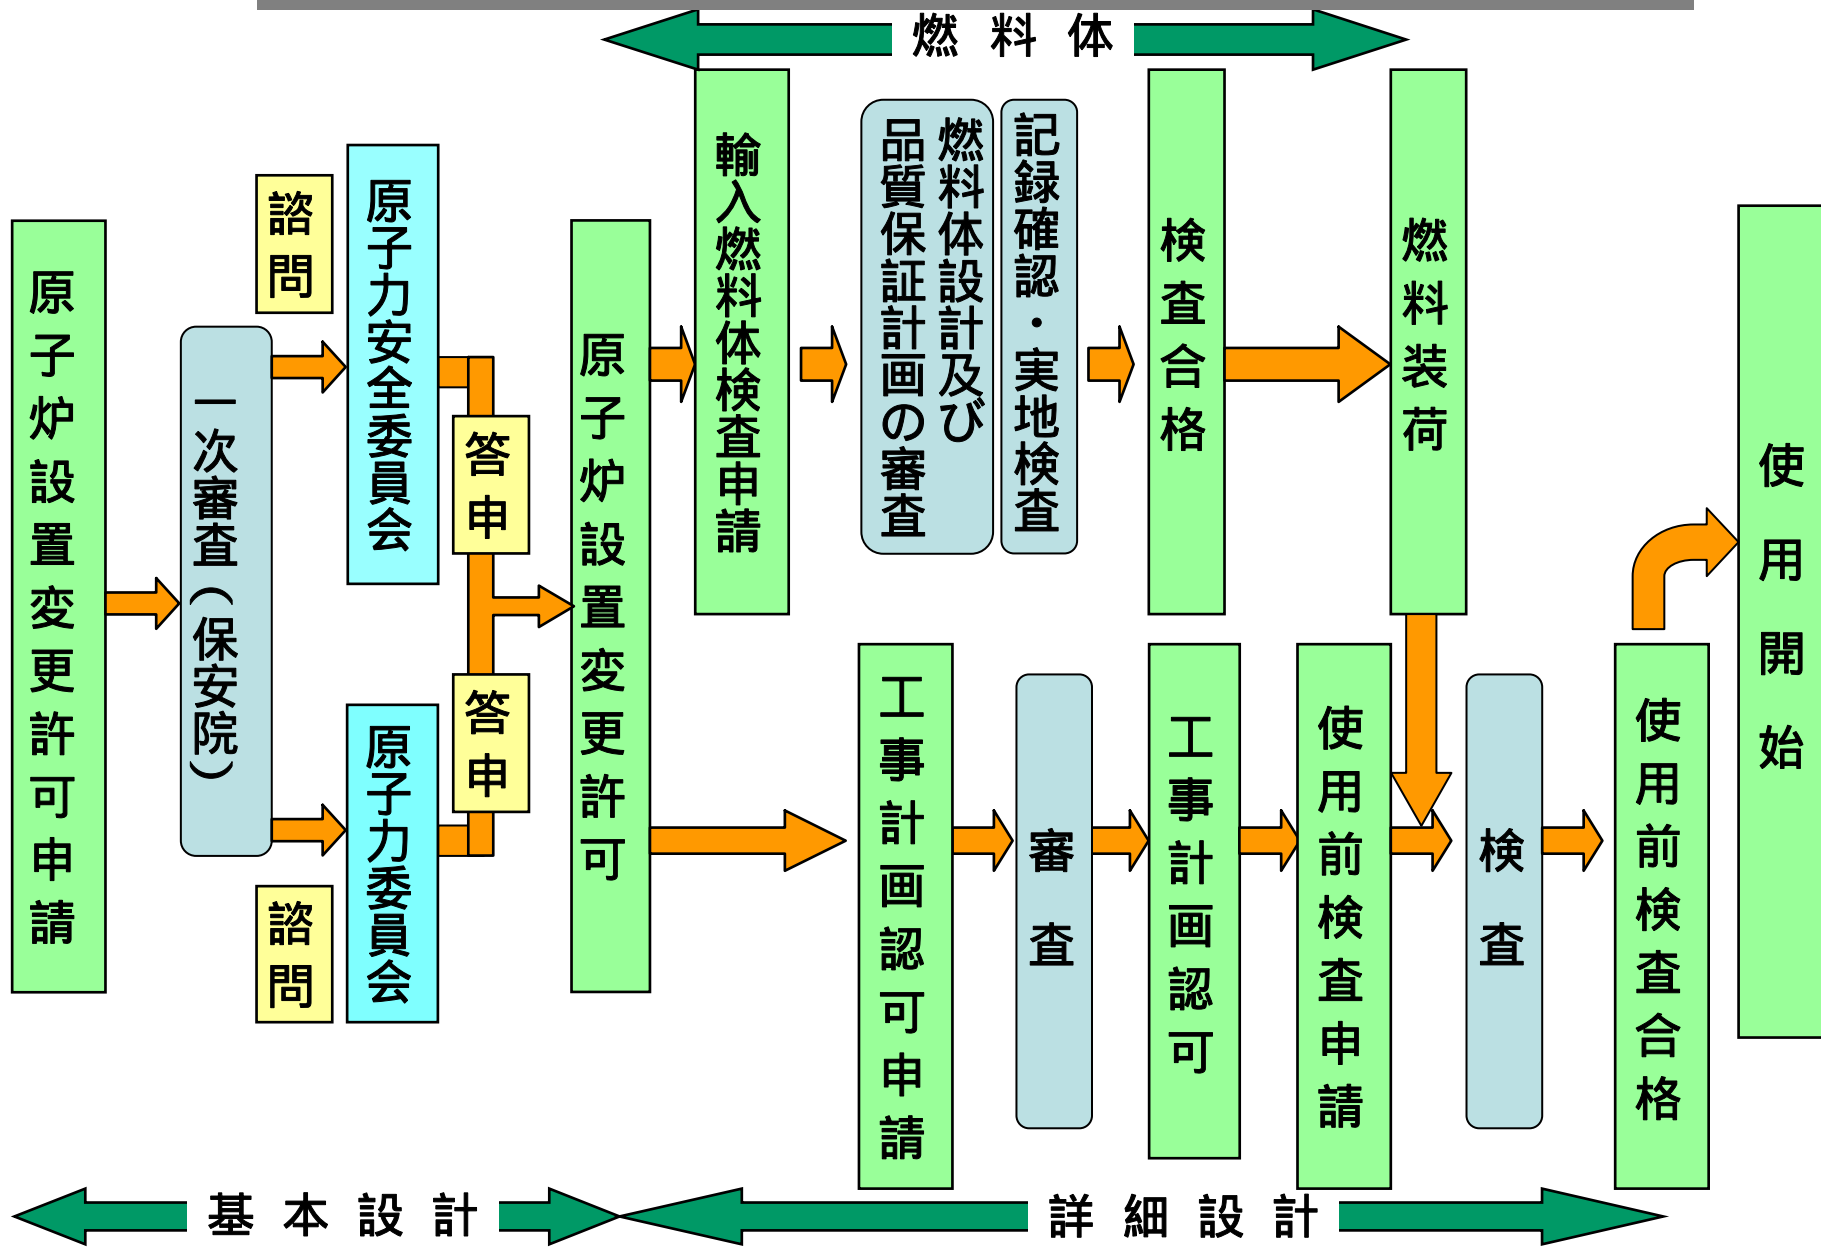 燃料体
原子炉設置変更許可申請
一次審査(保安院)
諮問
原子力安全委員会
答申
原子力委員会
諮問
答申
原子炉設置変更許可
輸入燃料体検査申請
燃料体設計及び
品質保証計画の審査
記録確認・実地検査
検査合格
燃料装荷
工事計画認可申請
審査
工事計画認可
使用前検査申請
検査
使用前検査合格
使用開始
基本設計
詳細設計